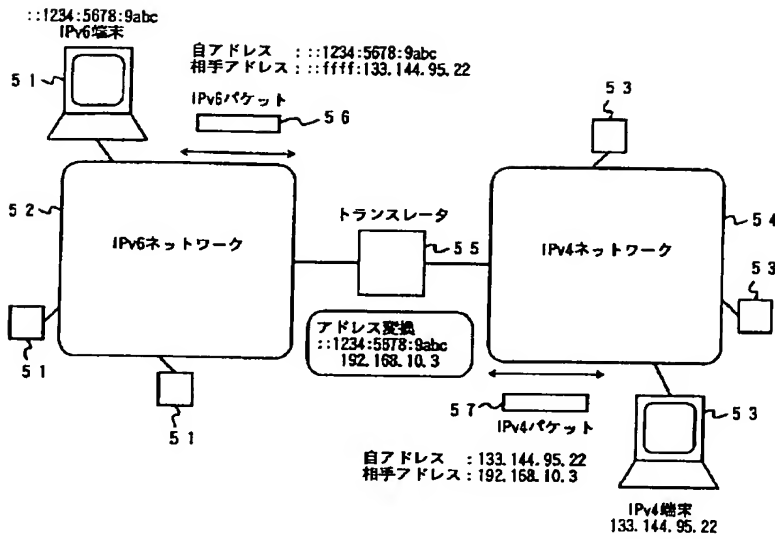 ::1234:5678:9abc
IPv6端末
51
自アドレス : ::1234:5678:9abc
相手アドレス : ::ffff:133.144.95.22
IPv6パケット
56
53
52
トランスレータ
54
IPv6ネットワーク
55
IPv4ネットワーク
53
アドレス変換
::1234:5678:9abc
192.168.10.3
51
51
57
IPv4パケット
53
自アドレス : 133.144.95.22
相手アドレス : 192.168.10.3
IPv4端末
133.144.95.22